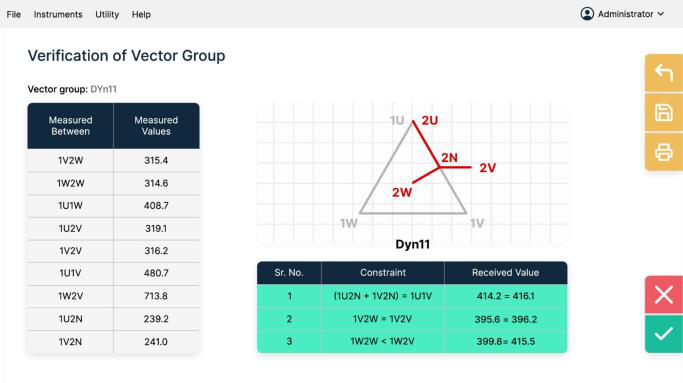 File Instruments Utility Help Administrator
Verification of Vector Group
Vector group: DYn11
Measured Between Measured Values
1V2W 315.4
1W2W 314.6
1U1W 408.7
1U2V 319.1
1V2V 316.2
1U1V 480.7
1W2V 713.8
1U2N 239.2
1V2N 241.0
1U 2U
2N
2V
2W
1W 1V
Dyn11
Sr. No. Constraint Received Value
1 (1U2N + 1V2N) = 1U1V 414.2 = 416.1
2 1V2W = 1V2V 395.6 = 396.2
3 1W2W < 1W2V 399.8= 415.5